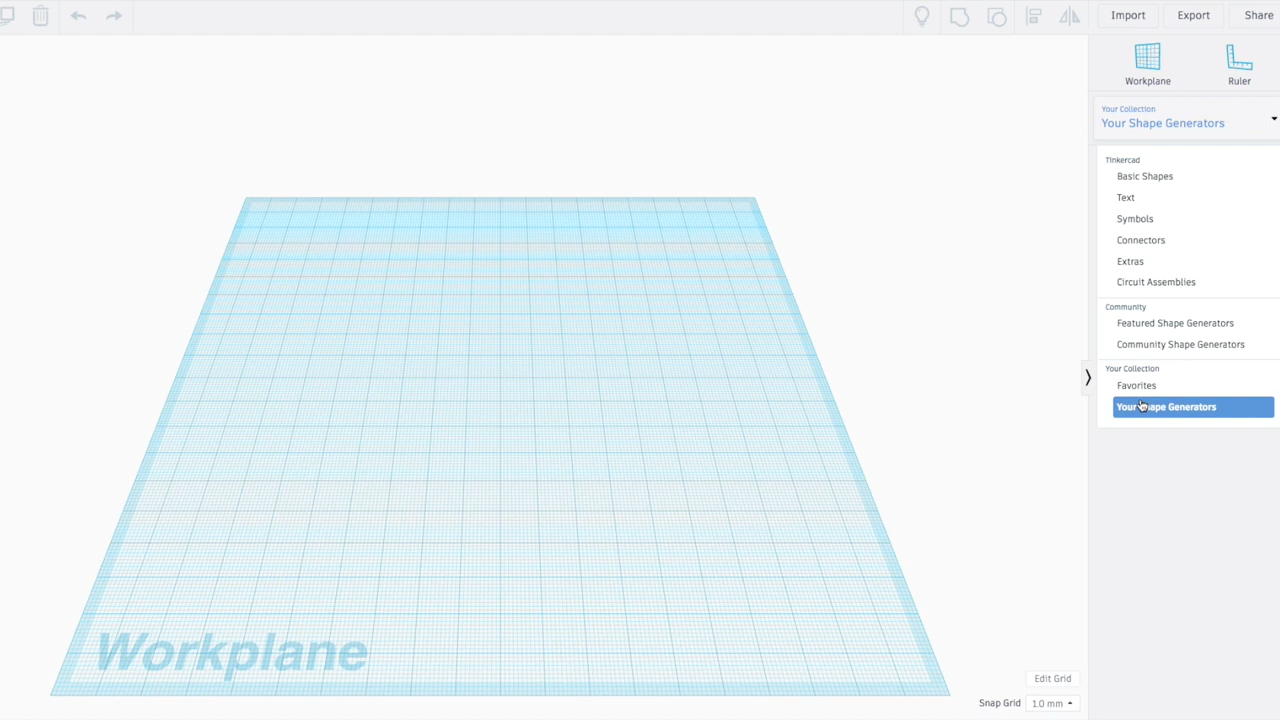 Import
Export
Share
Workplane
Ruler
Your Collection
Your Shape Generators
Tinkercad
Basic Shapes
Text
Symbols
Connectors
Extras
Circuit Assemblies
Community
Featured Shape Generators
Community Shape Generators
Your Collection
Favorites
Your Shape Generators
Workplane
Edit Grid
Snap Grid 1.0 mm